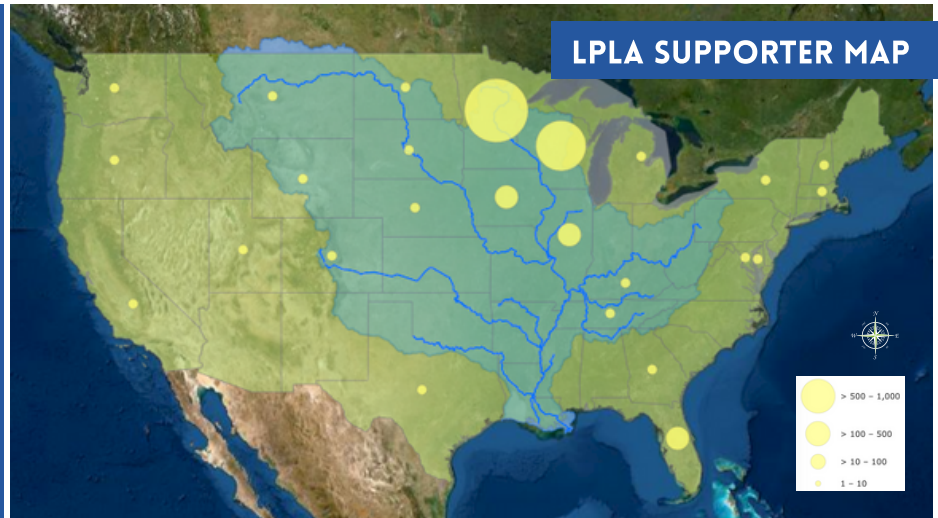 LPLA SUPPORTER MAP
N
W E
S
> 500 – 1,000
> 100 – 500
> 10 – 100
1 – 10